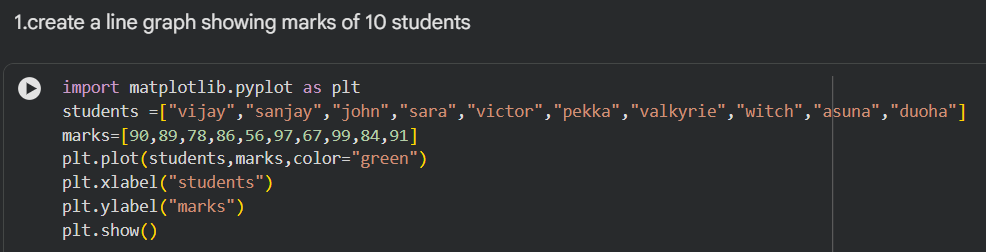 1.create a line graph showing marks of 10 students
import matplotlib.pyplot as plt
students =["vijay","sanjay","john","sara","victor","pekka","valkyrie","witch","asuna","duoha"]
marks=[90,89,78,86,56,97,67,99,84,91]
plt.plot(students,marks,color="green")
plt.xlabel("students")
plt.ylabel("marks")
plt.show()